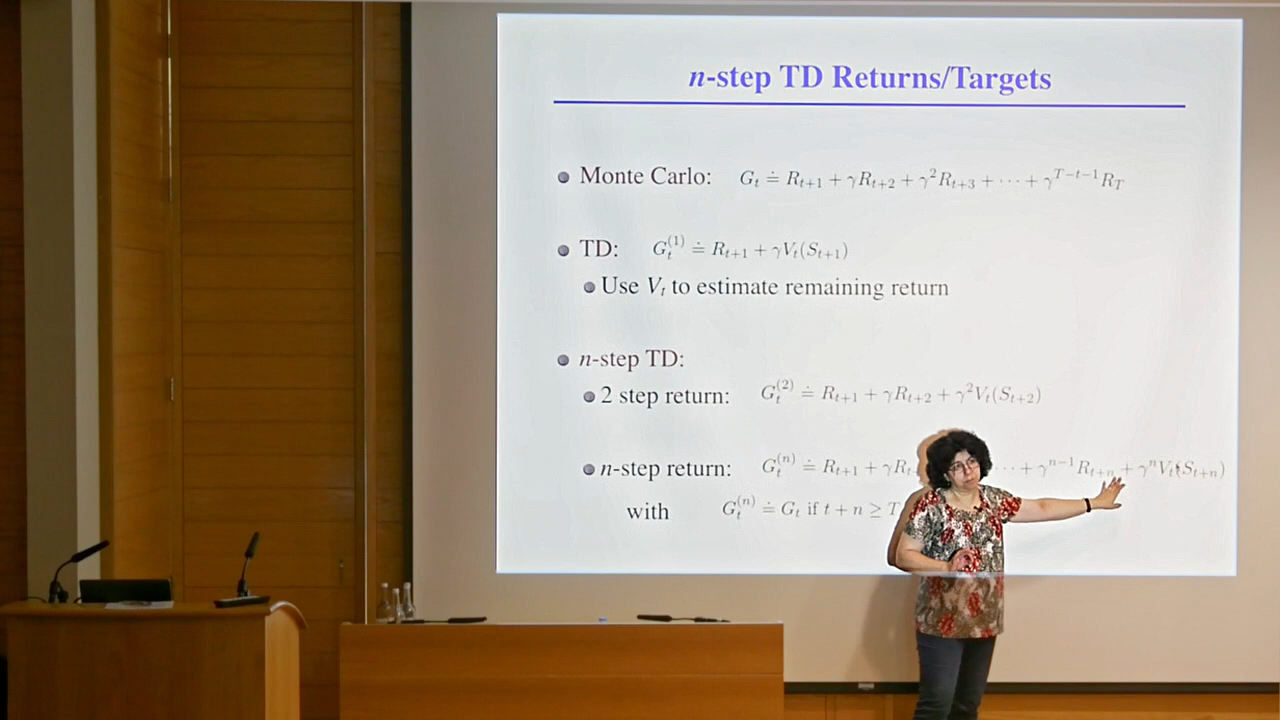 n-step TD Returns/Targets
Monte Carlo: G_t ≐ R_{t+1} + γR_{t+2} + γ²R_{t+3} + ⋯ + γ^{T−t−1}R_T
TD: G_t^{(1)} ≐ R_{t+1} + γV_t(S_{t+1})
Use V_t to estimate remaining return
n-step TD:
2 step return: G_t^{(2)} ≐ R_{t+1} + γR_{t+2} + γ²V_t(S_{t+2})
n-step return: G_t^{(n)} ≐ R_{t+1} + γR_t ⋯ + γ^{n−1}R_{t+n} + γ^nV_t(S_{t+n})
with G_t^{(n)} ≐ G_t if t + n ≥ T